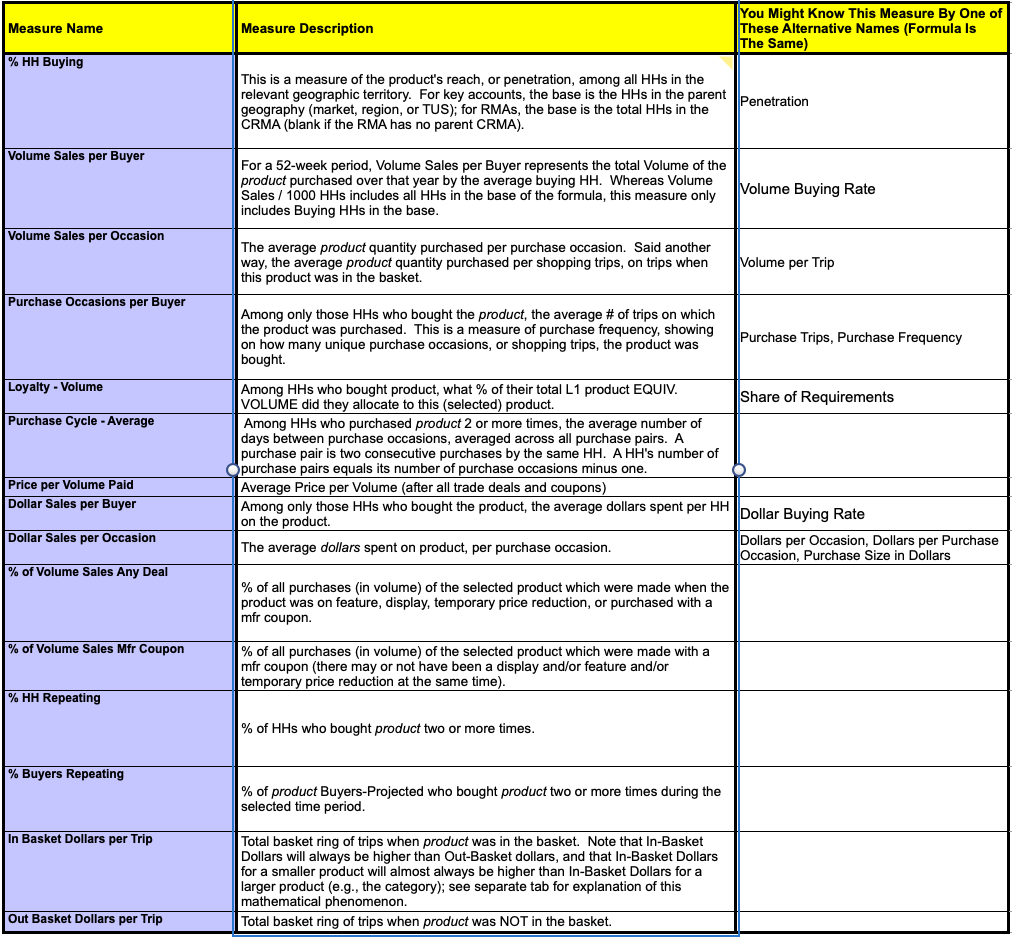 Measure Name
Measure Description
You Might Know This Measure By One of
These Alternative Names (Formula Is
The Same)
% HH Buying
This is a measure of the product's reach, or penetration, among all HHs in the
relevant geographic territory.  For key accounts, the base is the HHs in the parent
geography (market, region, or TUS); for RMAs, the base is the total HHs in the
CRMA (blank if the RMA has no parent CRMA).
Penetration
Volume Sales per Buyer
For a 52-week period, Volume Sales per Buyer represents the total Volume of the
product purchased over that year by the average buying HH.  Whereas Volume
Sales / 1000 HHs includes all HHs in the base of the formula, this measure only
includes Buying HHs in the base.
Volume Buying Rate
Volume Sales per Occasion
The average product quantity purchased per purchase occasion.  Said another
way, the average product quantity purchased per shopping trips, on trips when
this product was in the basket.
Volume per Trip
Purchase Occasions per Buyer
Among only those HHs who bought the product, the average # of trips on which
the product was purchased.  This is a measure of purchase frequency, showing
on how many unique purchase occasions, or shopping trips, the product was
bought.
Purchase Trips, Purchase Frequency
Loyalty - Volume
Among HHs who bought product, what % of their total L1 product EQUIV.
VOLUME did they allocate to this (selected) product.
Share of Requirements
Purchase Cycle - Average
Among HHs who purchased product 2 or more times, the average number of
days between purchase occasions, averaged across all purchase pairs.  A
purchase pair is two consecutive purchases by the same HH.  A HH's number of
purchase pairs equals its number of purchase occasions minus one.
Price per Volume Paid
Average Price per Volume (after all trade deals and coupons)
Dollar Sales per Buyer
Among only those HHs who bought the product, the average dollars spent per HH
on the product.
Dollar Buying Rate
Dollar Sales per Occasion
The average dollars spent on product, per purchase occasion.
Dollars per Occasion, Dollars per Purchase
Occasion, Purchase Size in Dollars
% of Volume Sales Any Deal
% of all purchases (in volume) of the selected product which were made when the
product was on feature, display, temporary price reduction, or purchased with a
mfr coupon.
% of Volume Sales Mfr Coupon
% of all purchases (in volume) of the selected product which were made with a
mfr coupon (there may or not have been a display and/or feature and/or
temporary price reduction at the same time).
% HH Repeating
% of HHs who bought product two or more times.
% Buyers Repeating
% of product Buyers-Projected who bought product two or more times during the
selected time period.
In Basket Dollars per Trip
Total basket ring of trips when product was in the basket.  Note that In-Basket
Dollars will always be higher than Out-Basket dollars, and that In-Basket Dollars
for a smaller product will almost always be higher than In-Basket Dollars for a
larger product (e.g., the category); see separate tab for explanation of this
mathematical phenomenon.
Out Basket Dollars per Trip
Total basket ring of trips when product was NOT in the basket.